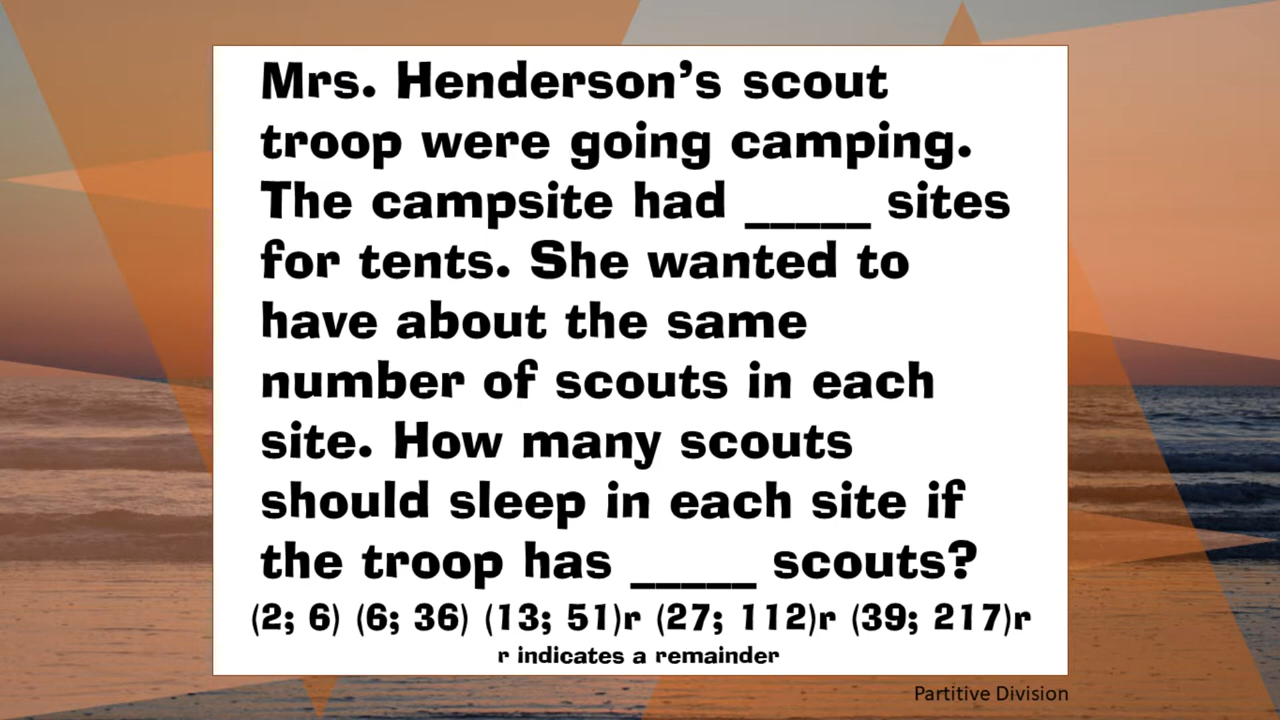 Mrs. Henderson’s scout
troop were going camping.
The campsite had _____ sites
for tents. She wanted to
have about the same
number of scouts in each
site. How many scouts
should sleep in each site if
the troop has _____ scouts?
(2; 6) (6; 36) (13; 51)r (27; 112)r (39; 217)r
r indicates a remainder
Partitive Division